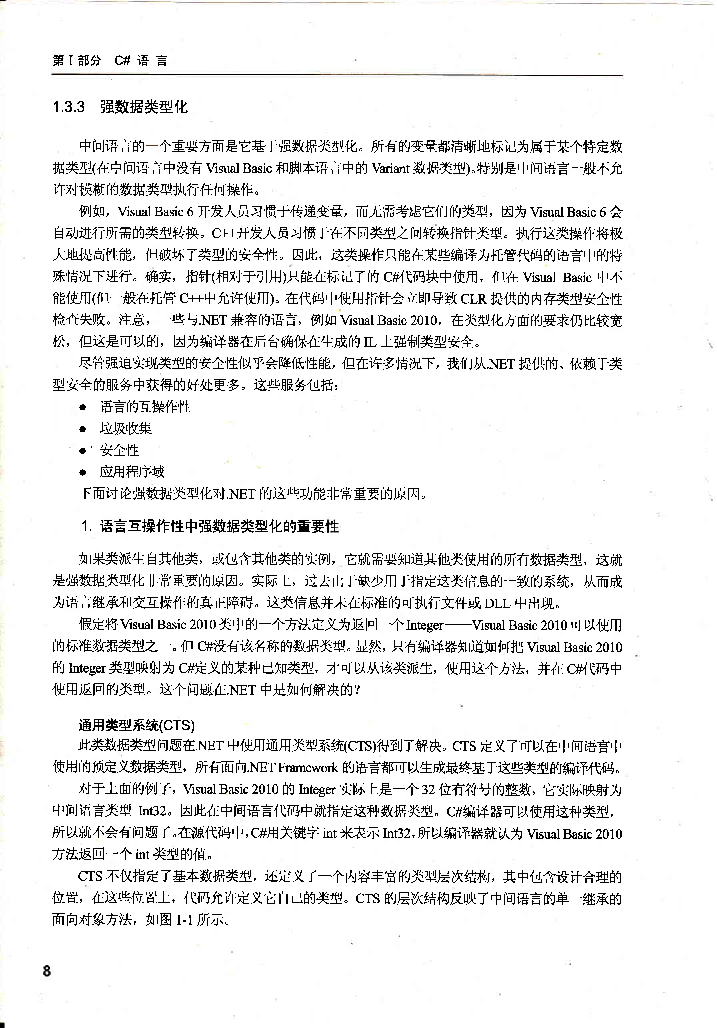 第Ⅰ部分 C# 语 言
1.3.3 强数据类型化
中间语言的一个重要方面是它基于强数据类型化。所有的变量都清晰地标记为属于某个特定数
据类型(在中间语言中没有 Visual Basic 和脚本语言中的 Variant 数据类型)。特别是中间语言一般不允
许对模糊的数据类型执行任何操作。
例如，Visual Basic 6 开发人员习惯于传递变量，而无需考虑它们的类型，因为 Visual Basic 6 会
自动进行所需的类型转换。C++开发人员习惯于在不同类型之间转换指针类型。执行这类操作将极
大地提高性能，但破坏了类型的安全性。因此，这类操作只能在某些编译为托管代码的语言中的特
殊情况下进行。确实，指针(相对于引用)只能在标记了的 C#代码块中使用，但在 Visual Basic 中不
能使用(但一般在托管 C++中允许使用)。在代码中使用指针会立即导致 CLR 提供的内存类型安全性
检查失败。注意，一些与.NET 兼容的语言，例如 Visual Basic 2010，在类型化方面的要求仍比较宽
松，但这是可以的，因为编译器在后台确保在生成的 IL 上强制类型安全。
尽管强迫实现类型的安全性似乎会降低性能，但在许多情况下，我们从.NET 提供的、依赖于类
型安全的服务中获得的好处更多。这些服务包括：
● 语言的互操作性
● 垃圾收集
● 安全性
● 应用程序域
下面讨论强数据类型化对.NET 的这些功能非常重要的原因。
1. 语言互操作性中强数据类型化的重要性
如果类派生自其他类，或包含其他类的实例，它就需要知道其他类使用的所有数据类型，这就
是强数据类型化非常重要的原因。实际上，过去由于缺少用于指定这类信息的一致的系统，从而成
为语言继承和交互操作的真正障碍。这类信息并未在标准的可执行文件或 DLL 中出现。
假定将 Visual Basic 2010 类中的一个方法定义为返回一个 Integer——Visual Basic 2010 可以使用
的标准数据类型之一。但 C#没有该名称的数据类型。显然，只有编译器知道如何把 Visual Basic 2010
的 Integer 类型映射为 C#定义的某种已知类型，才可以从该类派生，使用这个方法，并在 C#代码中
使用返回的类型。这个问题在.NET 中是如何解决的？
通用类型系统(CTS)
此类数据类型问题在.NET 中使用通用类型系统(CTS)得到了解决。CTS 定义了可以在中间语言中
使用的预定义数据类型，所有面向.NET Framework 的语言都可以生成最终基于这些类型的编译代码。
对于上面的例子，Visual Basic 2010 的 Integer 实际上是一个 32 位有符号的整数，它实际映射为
中间语言类型 Int32。因此在中间语言代码中就指定这种数据类型。C#编译器可以使用这种类型，
所以就不会有问题了。在源代码中，C#用关键字 int 来表示 Int32，所以编译器就认为 Visual Basic 2010
方法返回一个 int 类型的值。
CTS 不仅指定了基本数据类型，还定义了一个内容丰富的类型层次结构，其中包含设计合理的
位置，在这些位置上，代码允许定义它自己的类型。CTS 的层次结构反映了中间语言的单一继承的
面向对象方法，如图 1-1 所示。
8